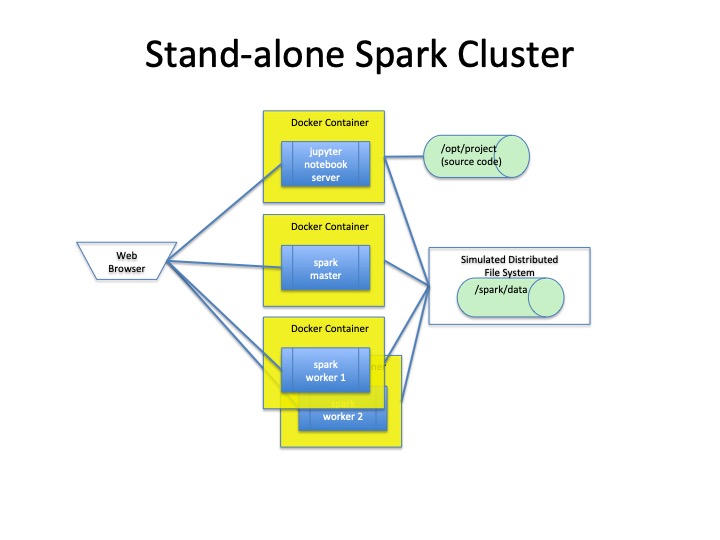 Stand-alone Spark Cluster
Docker Container
jupyter
notebook
server
/opt/project
(source code)
Docker Container
spark
master
Web
Browser
Simulated Distributed
File System
/spark/data
Docker Container
spark
worker 1
spark
worker 2